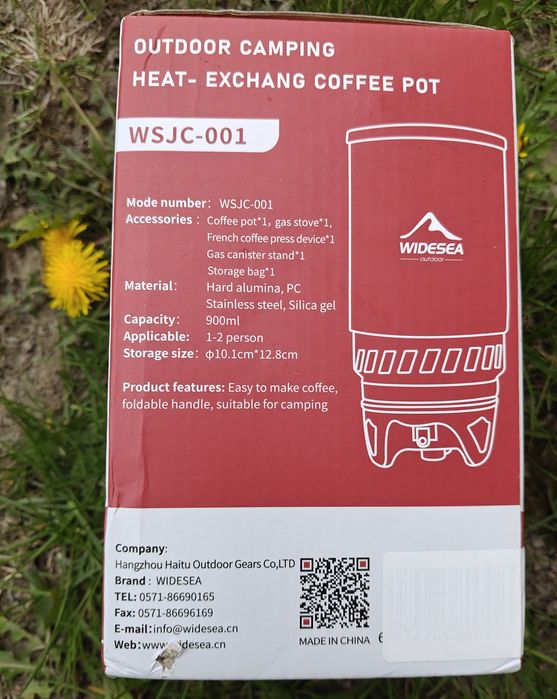 OUTDOOR CAMPING
HEAT- EXCHANG COFFEE POT
WSJC-001
Mode number: WSJC-001
Accessories : Coffee pot*1, gas stove*1,
French coffee press device*1
Gas canister stand*1
Storage bag*1
Material: Hard alumina, PC
Stainless steel, Silica gel
Capacity: 900ml
Applicable: 1-2 person
Storage size: φ10.1cm*12.8cm
Product features: Easy to make coffee,
foldable handle, suitable for camping
WIDESEA
outdoor
Company:
Hangzhou Haitu Outdoor Gears Co,LTD
Brand : WIDESEA
TEL: 0571-86690165
Fax: 0571-86696169
E-mail:info@widesea.cn
Web:
MADE IN CHINA